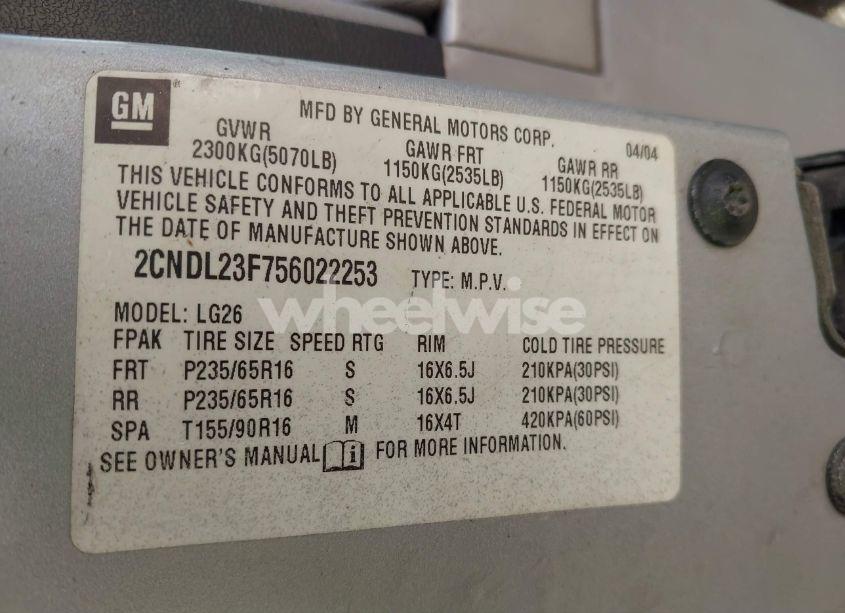 GM
MFD BY GENERAL MOTORS CORP. 04/04
GVWR GAWR FRT GAWR RR
2300KG(5070LB) 1150KG(2535LB) 1150KG(2535LB)
THIS VEHICLE CONFORMS TO ALL APPLICABLE U.S. FEDERAL MOTOR
VEHICLE SAFETY AND THEFT PREVENTION STANDARDS IN EFFECT ON
THE DATE OF MANUFACTURE SHOWN ABOVE.
2CNDL23F756022253 TYPE: M.P.V.
wheelwise
MODEL: LG26
FPAK TIRE SIZE SPEED RTG RIM COLD TIRE PRESSURE
FRT P235/65R16 S 16X6.5J 210KPA(30PSI)
RR P235/65R16 S 16X6.5J 210KPA(30PSI)
SPA T155/90R16 M 16X4T 420KPA(60PSI)
SEE OWNER'S MANUAL i FOR MORE INFORMATION.